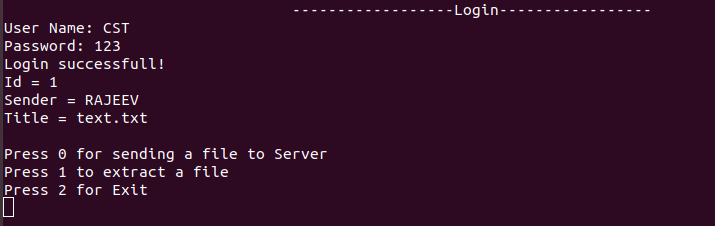 ------------------Login-----------------
User Name: CST
Password: 123
Login successfull!
Id = 1
Sender = RAJEEV
Title = text.txt
Press 0 for sending a file to Server
Press 1 to extract a file
Press 2 for Exit